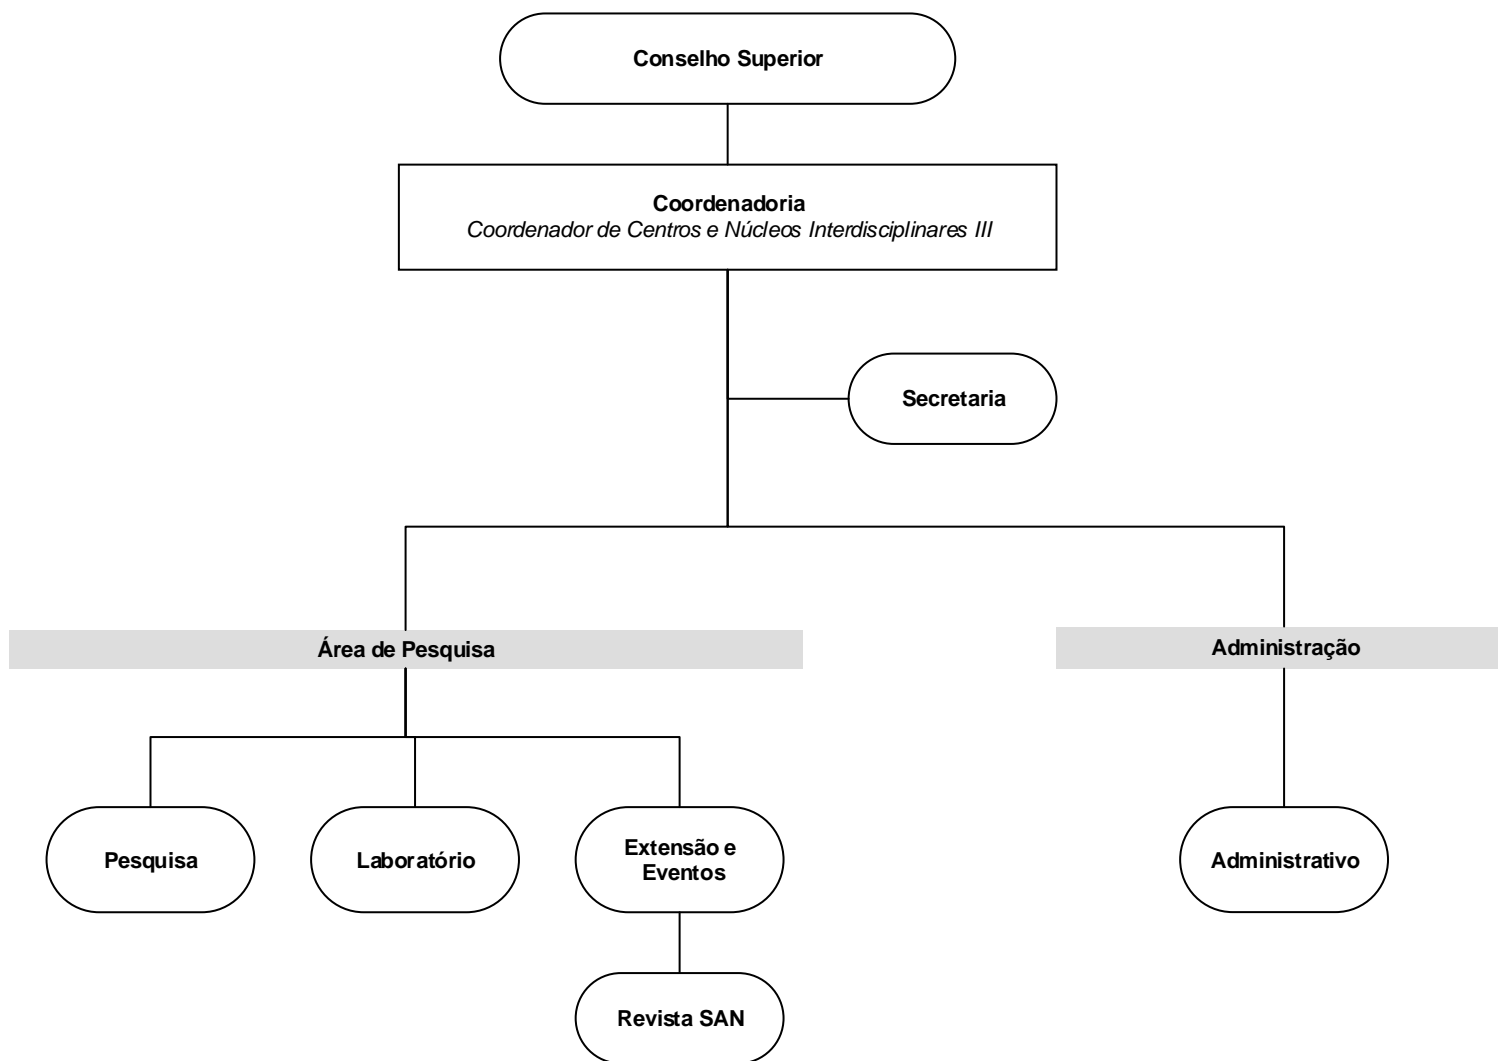 Conselho Superior
Coordenadoria
Coordenador de Centros e Núcleos Interdisciplinares III
Secretaria
Área de Pesquisa
Administração
Pesquisa
Laboratório
Extensão e
Eventos
Administrativo
Revista SAN